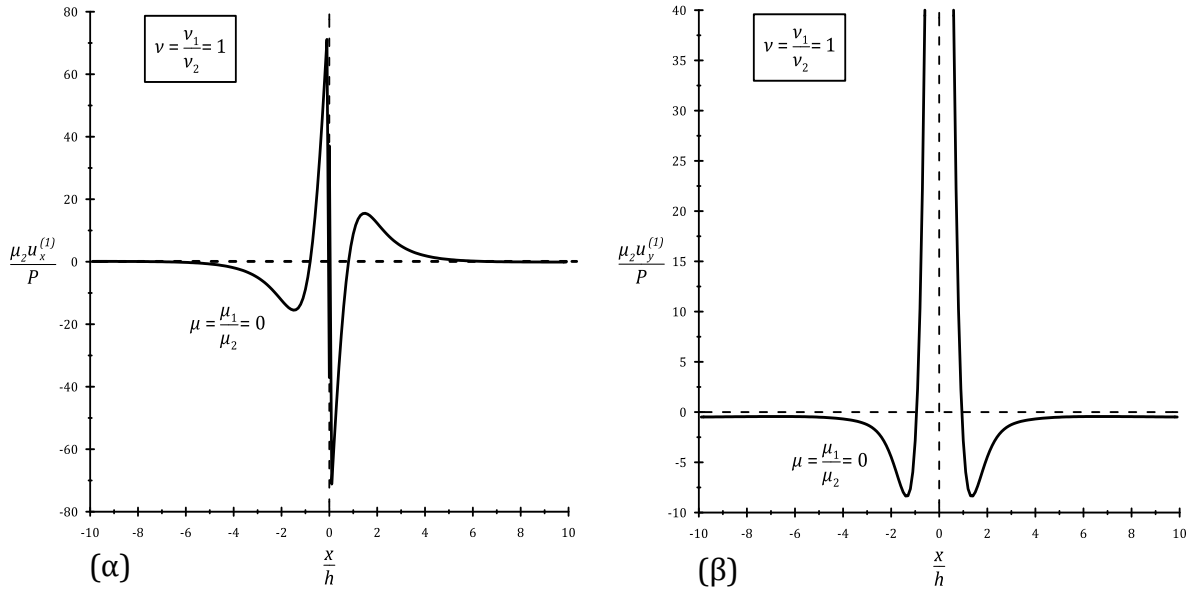 80
60
40
20
0
-20
-40
-60
-80
ν = ν₁/ν₂ = 1
μ₂u_x^(1)/P
μ = μ₁/μ₂ = 0
-10 -8 -6 -4 -2 0 2 4 6 8 10
x/h
(α)
40
35
30
25
20
15
10
5
0
-5
-10
ν = ν₁/ν₂ = 1
μ₂u_y^(1)/P
μ = μ₁/μ₂ = 0
-10 -8 -6 -4 -2 0 2 4 6 8 10
x/h
(β)